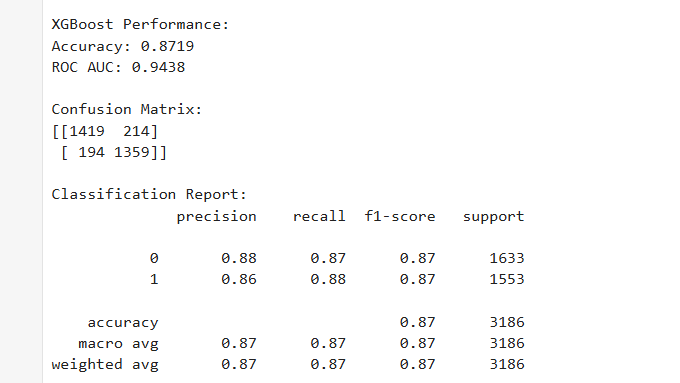 XGBoost Performance:
Accuracy: 0.8719
ROC AUC: 0.9438
Confusion Matrix:
[[1419  214]
 [ 194 1359]]
Classification Report:
              precision    recall  f1-score   support
           0       0.88      0.87      0.87      1633
           1       0.86      0.88      0.87      1553
    accuracy                           0.87      3186
   macro avg       0.87      0.87      0.87      3186
weighted avg       0.87      0.87      0.87      3186